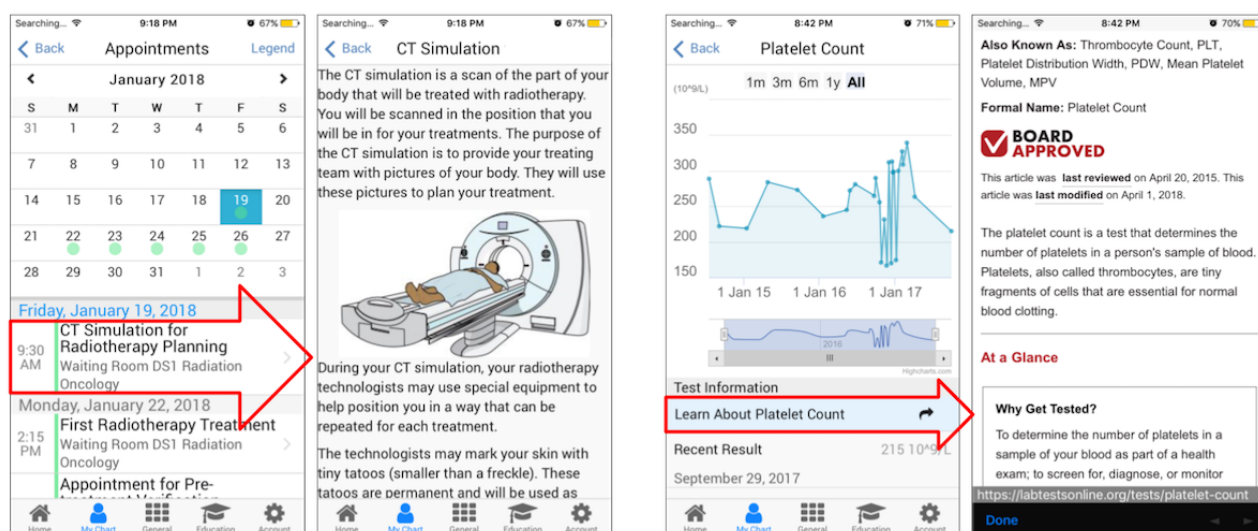 Searching... 9:18 PM 67%
Back Appointments Legend
January 2018
S M T W T F S
31 1 2 3 4 5 6
7 8 9 10 11 12 13
14 15 16 17 18 19 20
21 22 23 24 25 26 27
28 29 30 31 1 2 3
Friday, January 19, 2018
9:30 AM
CT Simulation for
Radiotherapy Planning
Waiting Room DS1 Radiation
Oncology
Monday, January 22, 2018
2:15 PM
First Radiotherapy Treatment
Waiting Room DS1 Radiation
Oncology
Appointment for Pre-
Home My Chart General Education Account
Searching... 9:18 PM 67%
Back CT Simulation
The CT simulation is a scan of the part of your
body that will be treated with radiotherapy.
You will be scanned in the position that you
will be in for your treatments. The purpose of
the CT simulation is to provide your treating
team with pictures of your body. They will use
these pictures to plan your treatment.
During your CT simulation, your radiotherapy
technologists may use special equipment to
help position you in a way that can be
repeated for each treatment.
The technologists may mark your skin with
tiny tatoos (smaller than a freckle). These
tatoos are permanent and will be used as
Home My Chart General Education Account
Searching... 8:42 PM 71%
Back Platelet Count
(10^9/L) 1m 3m 6m 1y All
350
300
250
200
150
1 Jan 15 1 Jan 16 1 Jan 17
2016
Highcharts.com
Test Information
Learn About Platelet Count
Recent Result 215 10^9/L
September 29, 2017
Home My Chart General Education Account
Searching... 8:42 PM 70%
Also Known As: Thrombocyte Count, PLT,
Platelet Distribution Width, PDW, Mean Platelet
Volume, MPV
Formal Name: Platelet Count
BOARD
APPROVED
This article was last reviewed on April 20, 2015. This
article was last modified on April 1, 2018.
The platelet count is a test that determines the
number of platelets in a person's sample of blood.
Platelets, also called thrombocytes, are tiny
fragments of cells that are essential for normal
blood clotting.
At a Glance
Why Get Tested?
To determine the number of platelets in a
sample of your blood as part of a health
exam; to screen for, diagnose, or monitor
https://labtestsonline.org/tests/platelet-count
Done